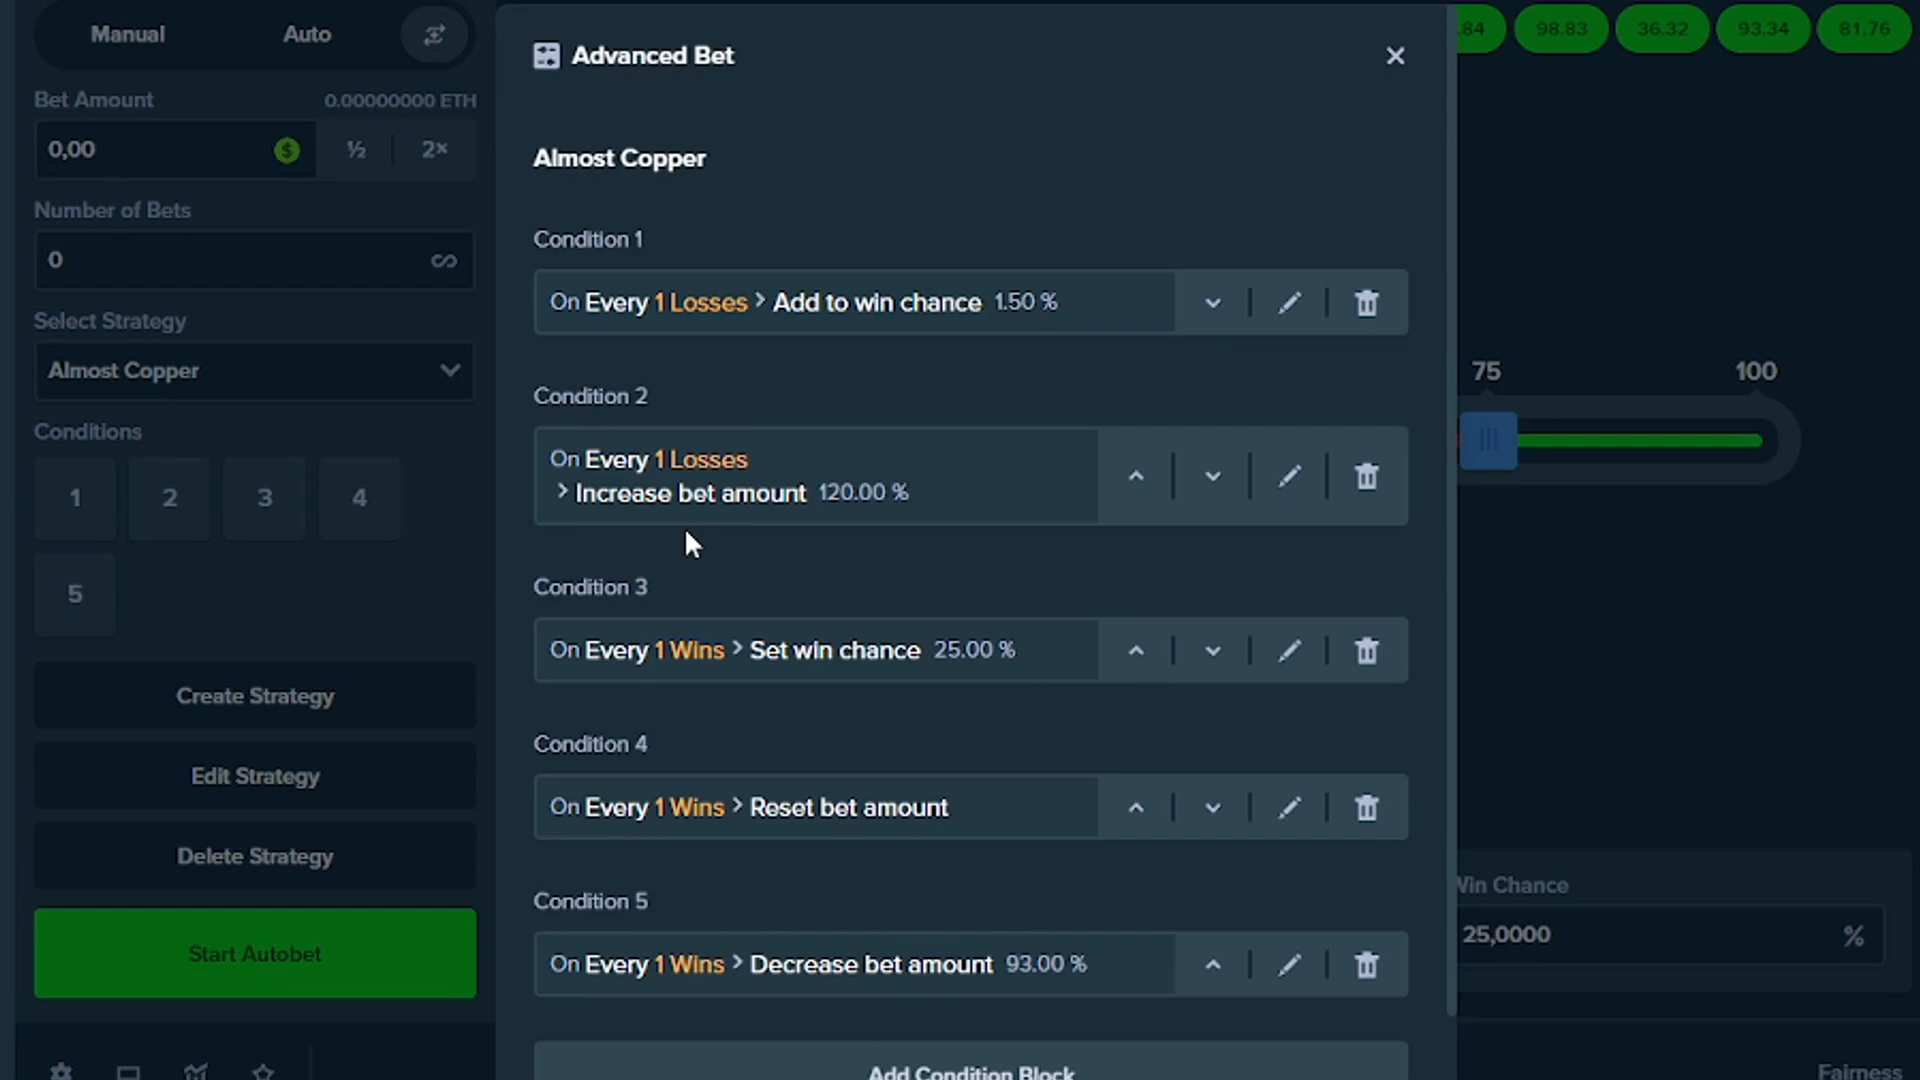 Manual
Auto
Bet Amount
0.00000000 ETH
0,00
$
½
2×
Number of Bets
0
Select Strategy
Almost Copper
Conditions
1
2
3
4
5
Create Strategy
Edit Strategy
Delete Strategy
Start Autobet
Advanced Bet
Almost Copper
Condition 1
On Every 1 Losses > Add to win chance 1.50 %
Condition 2
On Every 1 Losses
> Increase bet amount 120.00 %
Condition 3
On Every 1 Wins > Set win chance 25.00 %
Condition 4
On Every 1 Wins > Reset bet amount
Condition 5
On Every 1 Wins > Decrease bet amount 93.00 %
Add Condition Block
.84
98.83
36.32
93.34
81.76
75
100
Win Chance
25,0000
%
Fairness